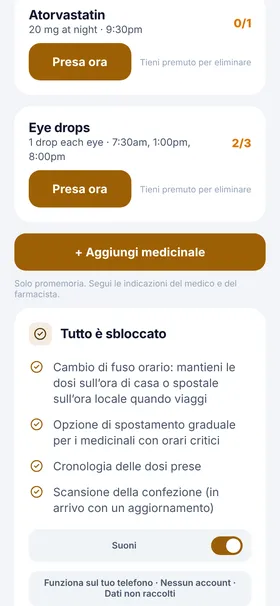 Atorvastatin
20 mg at night · 9:30pm
0/1
Presa ora
Tieni premuto per eliminare
Eye drops
1 drop each eye · 7:30am, 1:00pm,
8:00pm
2/3
Presa ora
Tieni premuto per eliminare
+ Aggiungi medicinale
Solo promemoria. Segui le indicazioni del medico e del
farmacista.
Tutto è sbloccato
Cambio di fuso orario: mantieni le
dosi sull'ora di casa o spostale
sull'ora locale quando viaggi
Opzione di spostamento graduale
per i medicinali con orari critici
Cronologia delle dosi prese
Scansione della confezione (in
arrivo con un aggiornamento)
Suoni
Funziona sul tuo telefono · Nessun account ·
Dati non raccolti